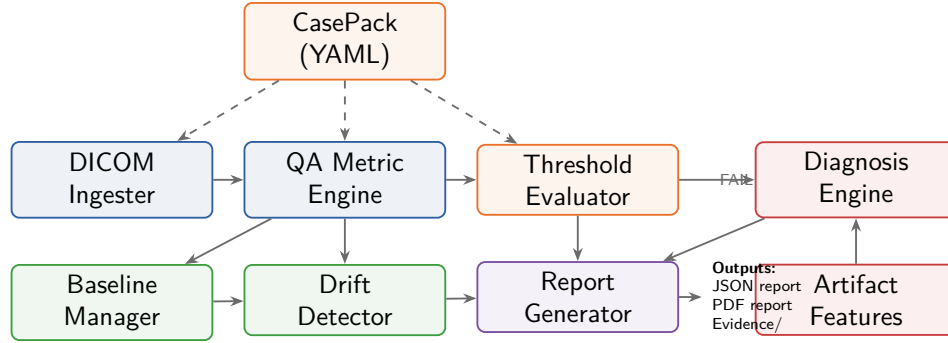 CasePack
(YAML)
DICOM
Ingester
QA Metric
Engine
Threshold
Evaluator
FAIL
Diagnosis
Engine
Baseline
Manager
Drift
Detector
Report
Generator
Outputs:
JSON report
PDF report
Evidence/
Artifact
Features